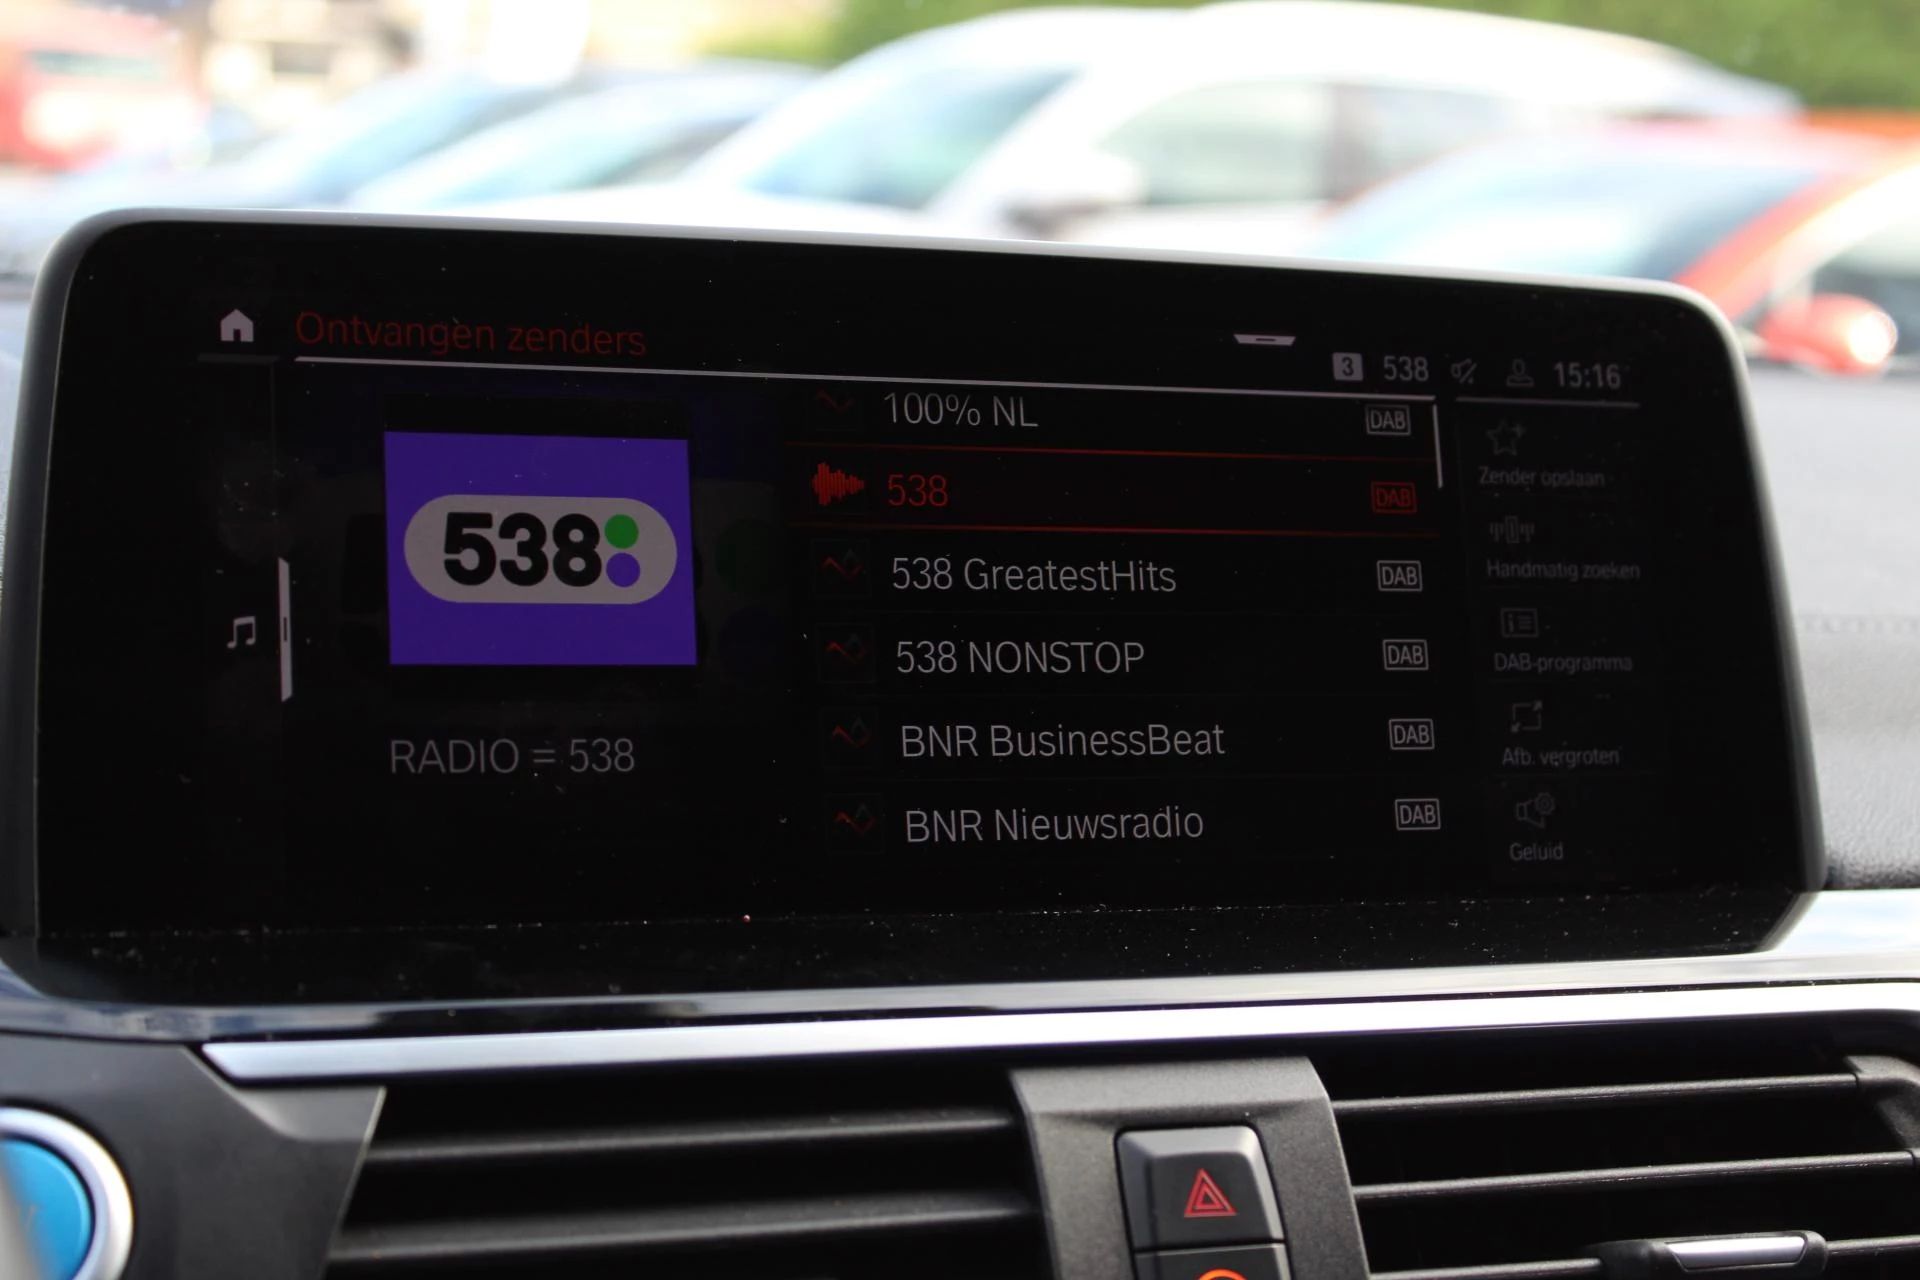 Ontvangen zenders
3 538 15:16
538
RADIO = 538
100% NL DAB
538 DAB
538 GreatestHits DAB
538 NONSTOP DAB
BNR BusinessBeat DAB
BNR Nieuwsradio DAB
Zender opslaan
Handmatig zoeken
DAB-programma
Afb. vergroten
Geluid